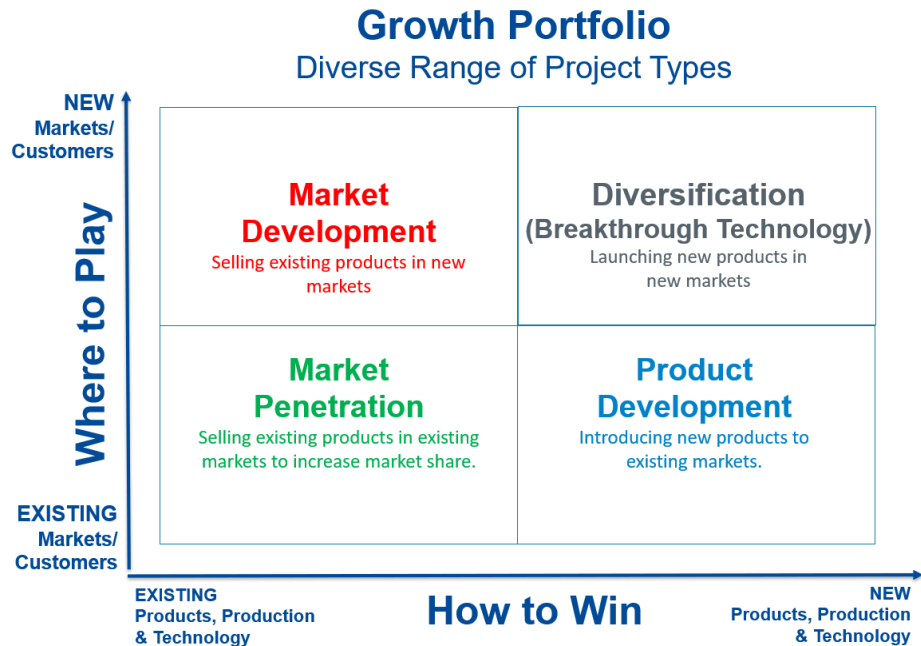 Growth Portfolio
Diverse Range of Project Types
NEW
Markets/
Customers
Where to Play
EXISTING
Markets/
Customers
Market
Development
Selling existing products in new
markets
Diversification
(Breakthrough Technology)
Launching new products in
new markets
Market
Penetration
Selling existing products in existing
markets to increase market share.
Product
Development
Introducing new products to
existing markets.
EXISTING
Products, Production
& Technology
How to Win
NEW
Products, Production
& Technology